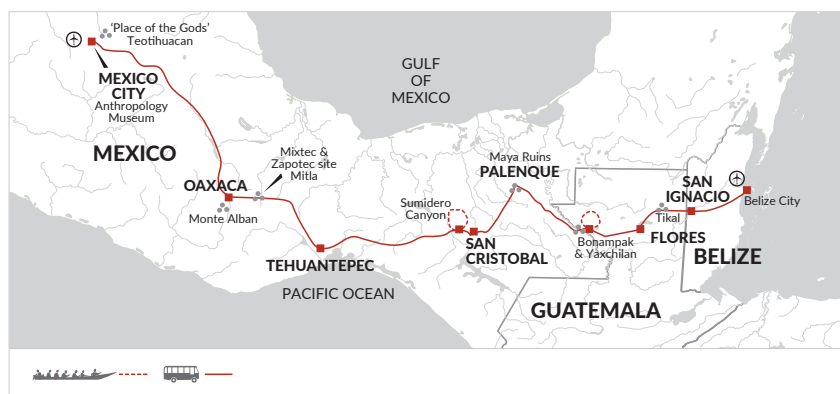 ‘Place of the Gods’
Teotihuacan
MEXICO
CITY
Anthropology
Museum
GULF
OF
MEXICO
MEXICO
Mixtec &
Zapotec site
Mitla
OAXACA
Monte Alban
Maya Ruins
PALENQUE
Sumidero
Canyon
SAN
CRISTOBAL
TEHUANTEPEC
PACIFIC OCEAN
SAN
IGNACIO
Belize City
Tikal
FLORES
Bonampak
& Yaxchilan
BELIZE
GUATEMALA